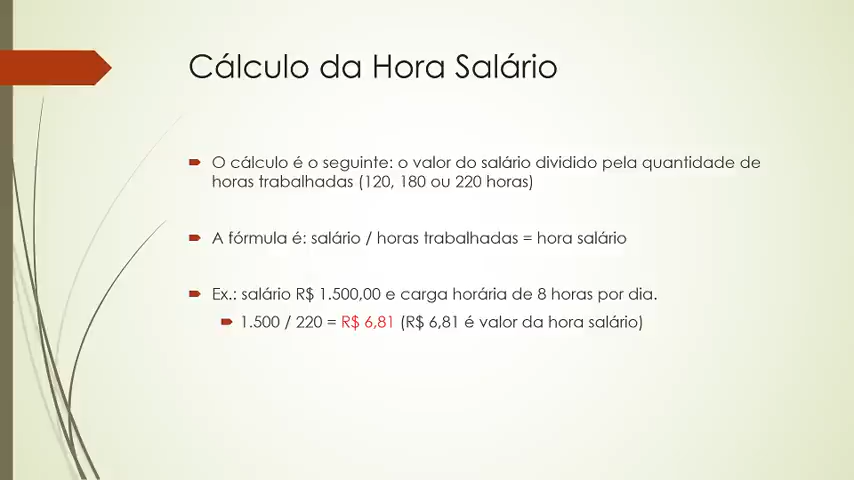 Cálculo da Hora Salário
O cálculo é o seguinte: o valor do salário dividido pela quantidade de
horas trabalhadas (120, 180 ou 220 horas)
A fórmula é: salário / horas trabalhadas = hora salário
Ex.: salário R$ 1.500,00 e carga horária de 8 horas por dia.
1.500 / 220 = R$ 6,81 (R$ 6,81 é valor da hora salário)